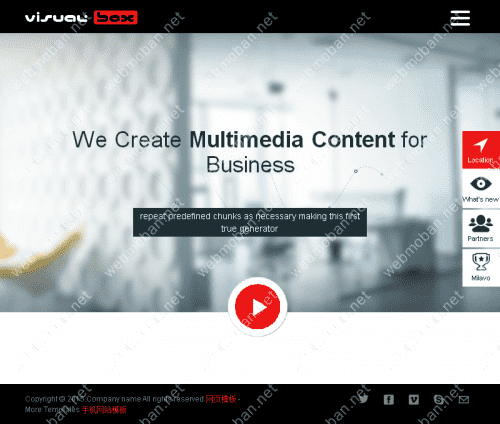 visual box
We Create Multimedia Content for
Business
repeat predefined chunks as necessary making this first
true generator
Location
What's new
Partners
Milavo
Copyright © Company name All rights reserved.网页模板 -
More Templates 手机网站模板
webmoban.net